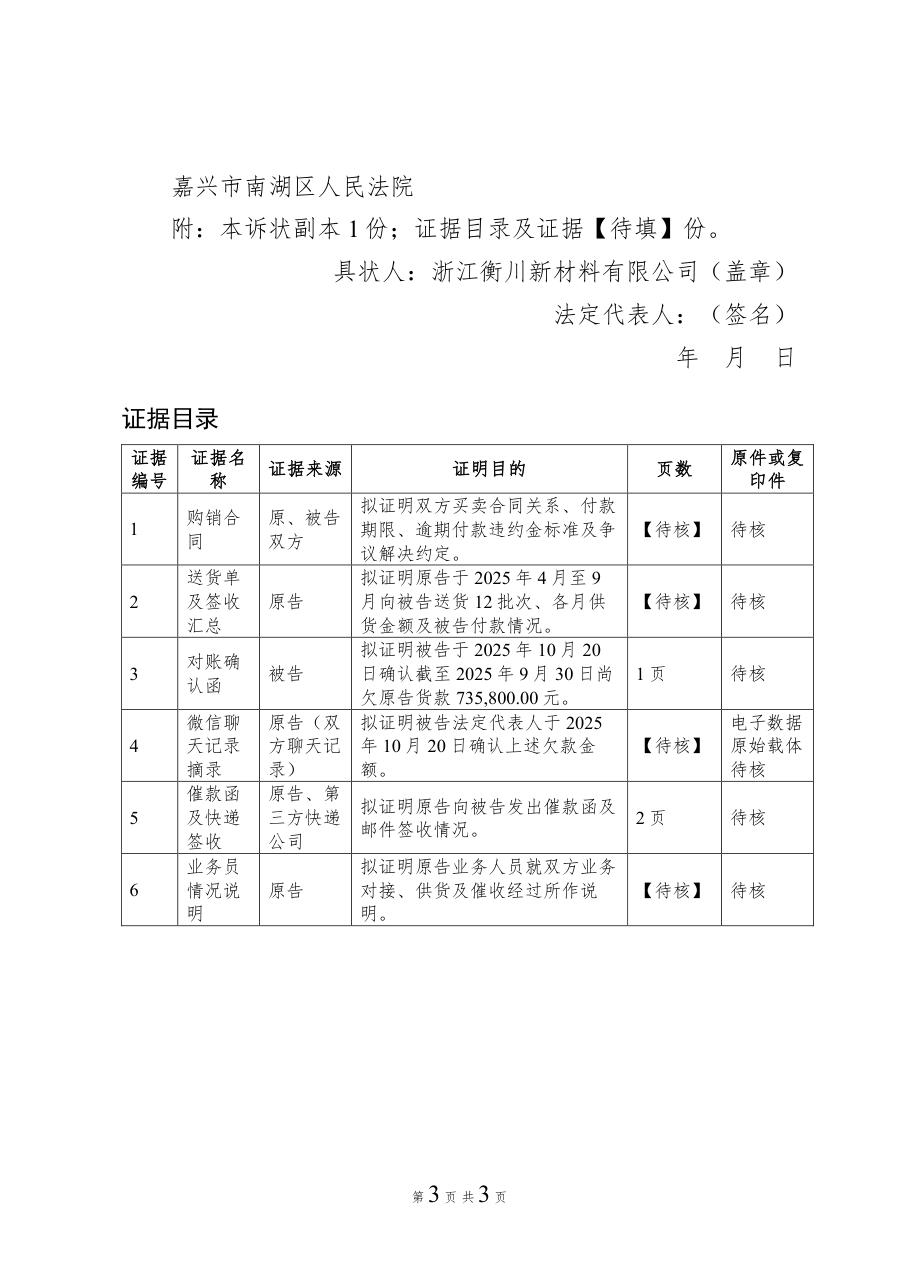 嘉兴市南湖区人民法院
附：本诉状副本1份；证据目录及证据【待填】份。
具状人：浙江衡川新材料有限公司（盖章）
法定代表人：（签名）
年 月 日
证据目录
证据编号 证据名称 证据来源 证明目的 页数 原件或复印件
1 购销合同 原、被告双方 拟证明双方买卖合同关系、付款期限、逾期付款违约金标准及争议解决约定。 【待核】 待核
2 送货单及签收汇总 原告 拟证明原告于2025年4月至9月向被告送货12批次、各月供货金额及被告付款情况。 【待核】 待核
3 对账确认函 被告 拟证明被告于2025年10月20日确认截至2025年9月30日尚欠原告货款735,800.00元。 1页 待核
4 微信聊天记录摘录 原告（双方聊天记录） 拟证明被告法定代表人于2025年10月20日确认上述欠款金额。 【待核】 电子数据原始载体待核
5 催款函及快递签收 原告、第三方快递公司 拟证明原告向被告发出催款函及邮件签收情况。 2页 待核
6 业务员情况说明 原告 拟证明原告业务人员就双方业务对接、供货及催收经过所作说明。 【待核】 待核
第3页 共3页